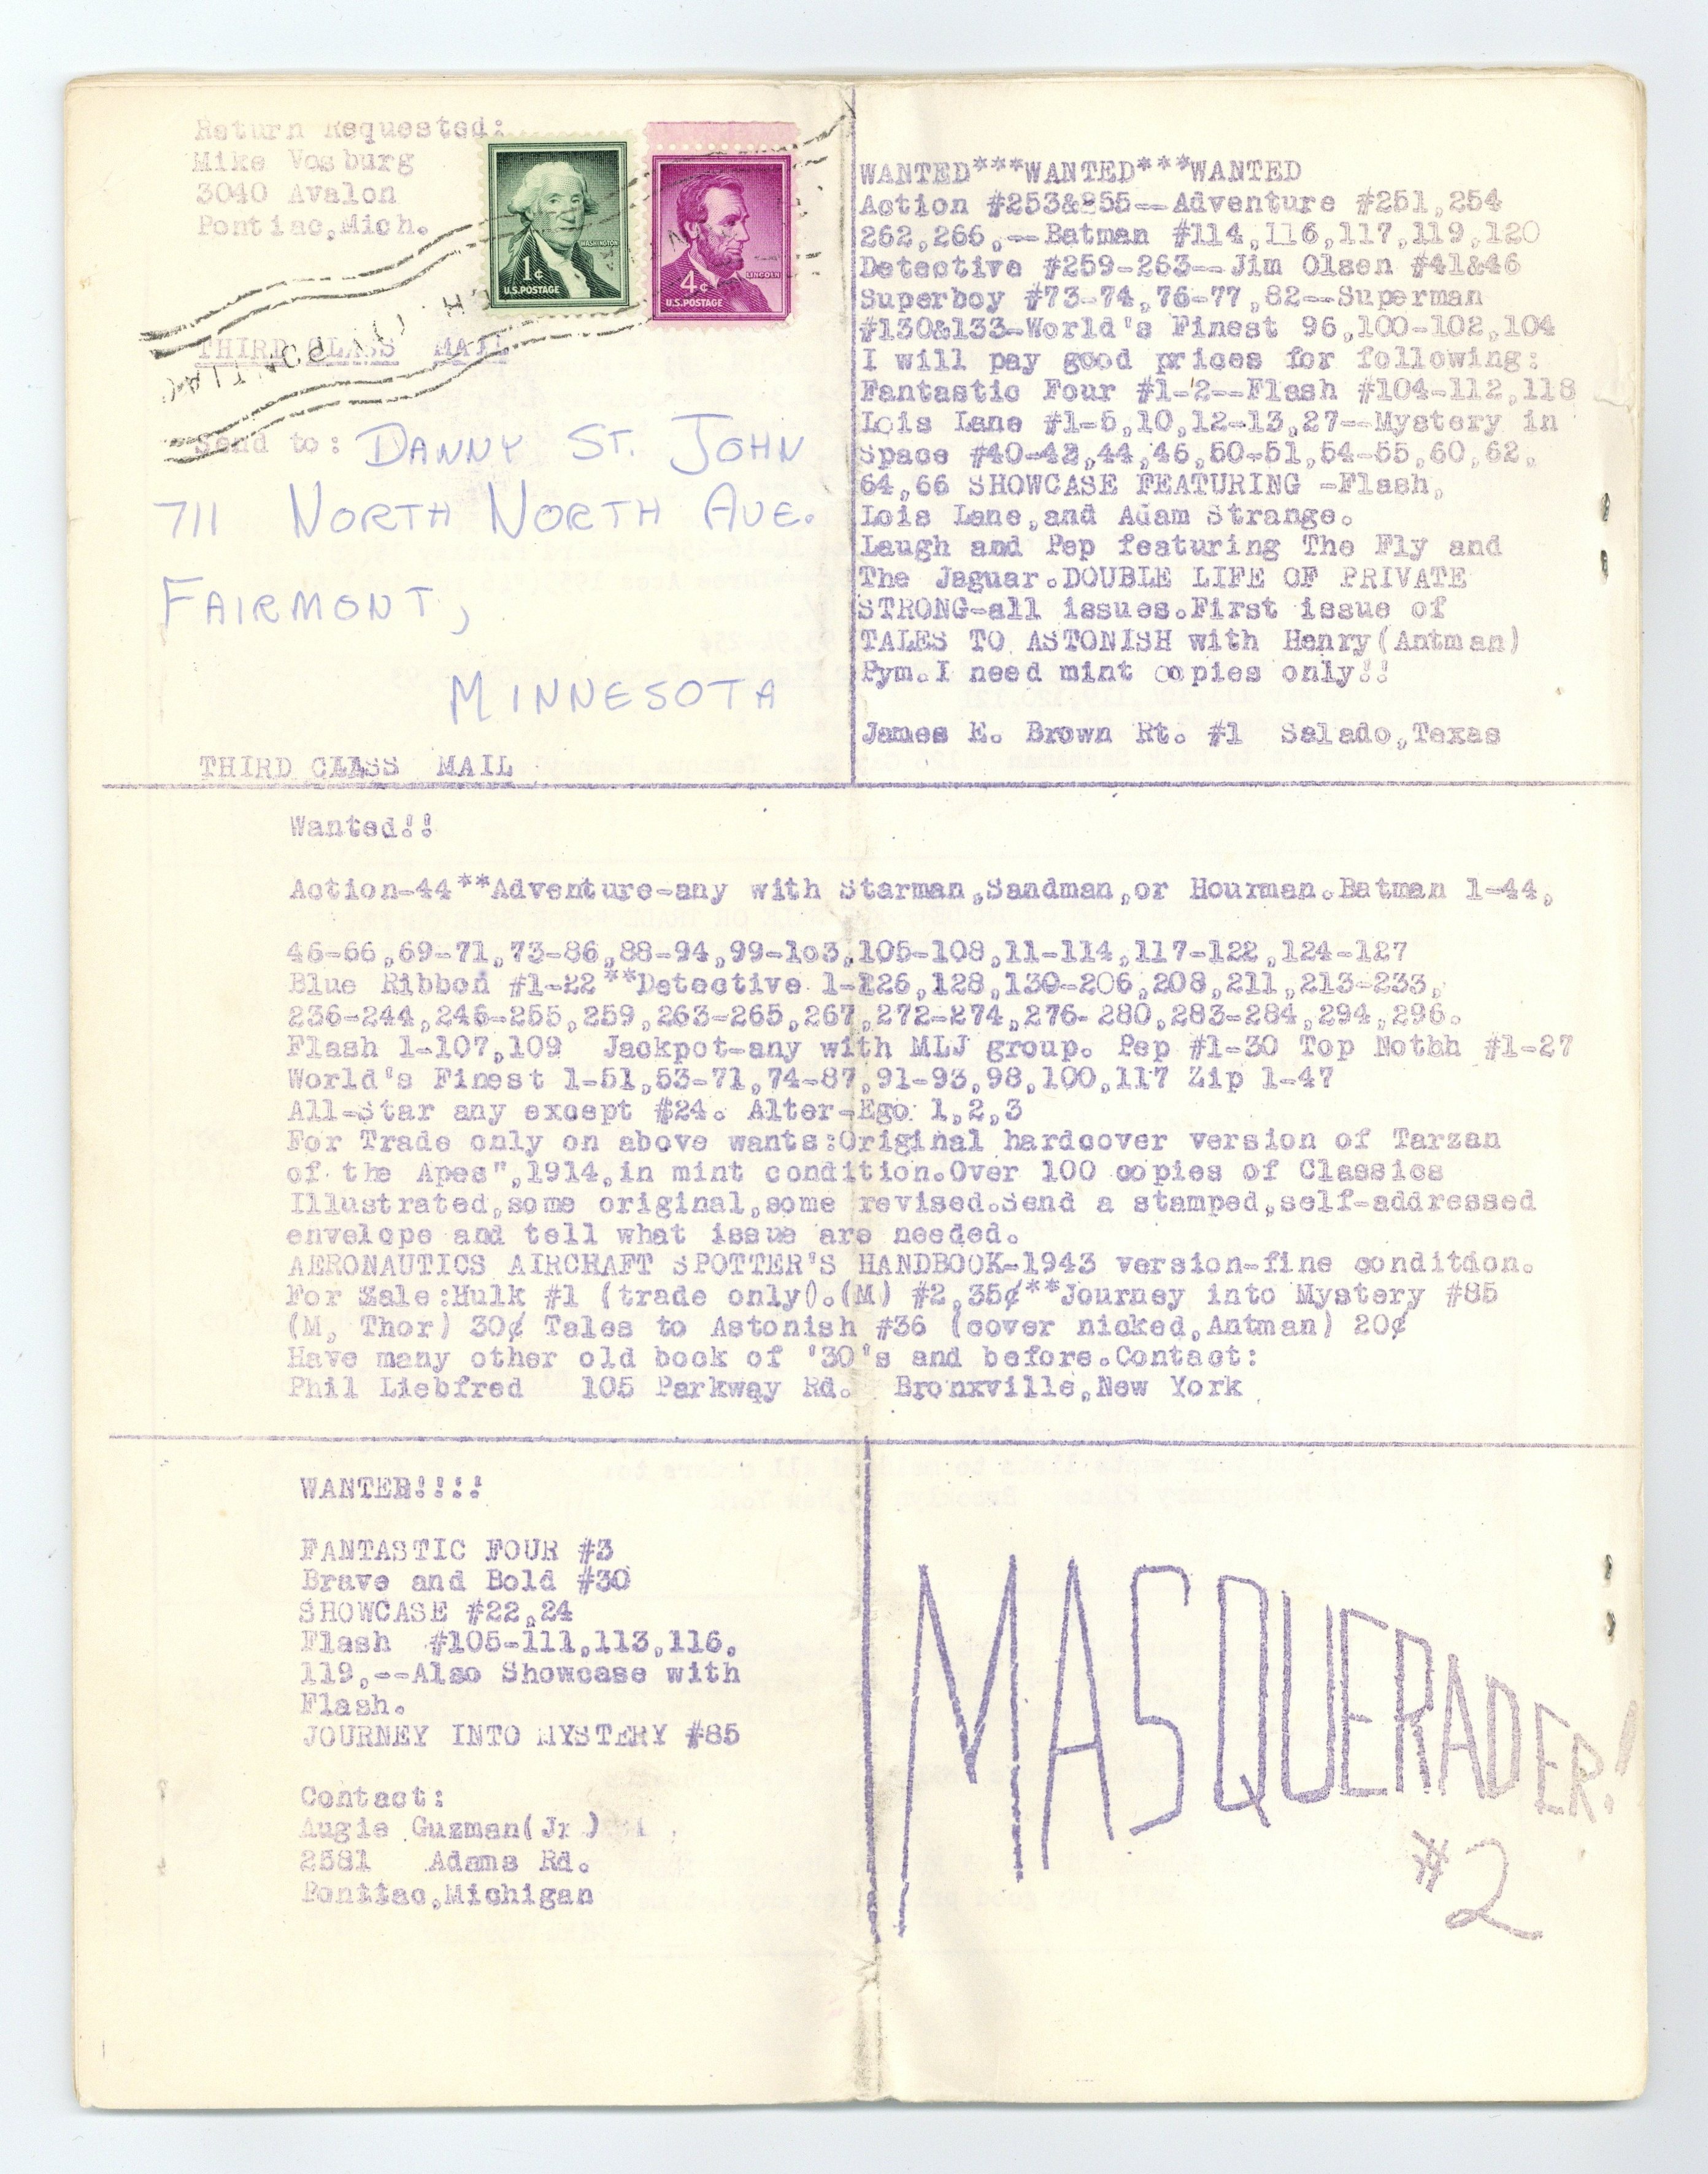 Return Requested:
Mike Vosburg
3040 Avalon
Pontiac,Mich.
WASHINGTON
1¢
U.S.POSTAGE
LINCOLN
4¢
U.S.POSTAGE
THIRD CLASS MAIL
Send to: DANNY ST. JOHN
711 NORTH NORTH AVE.
FAIRMONT,
MINNESOTA
THIRD CLASS MAIL
WANTED***WANTED***WANTED
Action #253&255--Adventure #251,254
262,266,--Batman #114,116,117,119,120
Detective #259-263--Jim Olsen #41&46
Superboy #73-74,76-77,82--Superman
#130&133-World's Finest 96,100-102,104
I will pay good prices for following:
Fantastic Four #1-2--Flash #104-112,118
Lois Lane #1-5,10,12-13,27--Mystery in
Space #40-42,44,46,50-51,54-55,60,62,
64,66 SHOWCASE FEATURING -Flash,
Lois Lane,and Adam Strange.
Laugh and Pep featuring The Fly and
The Jaguar.DOUBLE LIFE OF PRIVATE
STRONG-all issues.First issue of
TALES TO ASTONISH with Henry(Antman)
Pym.I need mint copies only!!
James E. Brown Rt. #1 Salado,Texas
Wanted!!
Action-44**Adventure-any with Starman,Sandman,or Hourman.Batman 1-44,
46-66,69-71,73-86,88-94,99-103,105-108,11-114,117-122,124-127
Blue Ribbon #1-22**Detective 1-126,128,130-206,208,211,213-233,
236-244,246-255,259,263-265,267,272-274,276-280,283-284,294,296.
Flash 1-107,109 Jackpot-any with MLJ group. Pep #1-30 Top Notbh #1-27
World's Finest 1-51,53-71,74-87,91-93,98,100,117 Zip 1-47
All-Star any except #24. Alter-Ego 1,2,3
For Trade only on above wants:Original hardcover version of Tarzan
of the Apes",1914,in mint condition.Over 100 copies of Classics
Illustrated,some original,some revised.Send a stamped,self-addressed
envelope and tell what issue are needed.
AERONAUTICS AIRCRAFT SPOTTER'S HANDBOOK-1943 version-fine condition.
For Sale:Hulk #1 (trade only).(M) #2,35¢**Journey into Mystery #85
(M, Thor) 30¢ Tales to Astonish #36 (cover nicked,Antman) 20¢
Have many other old book of '30's and before.Contact:
Phil Liebfred 105 Parkway Rd. Bronxville,New York
WANTED!!!!
FANTASTIC FOUR #3
Brave and Bold #30
SHOWCASE #22,24
Flash #105-111,113,116,
119,--Also Showcase with
Flash.
JOURNEY INTO MYSTERY #85
Contact:
Augie Guzman(Jr)
2581 Adams Rd.
Pontiac,Michigan
MASQUERADER!
#2